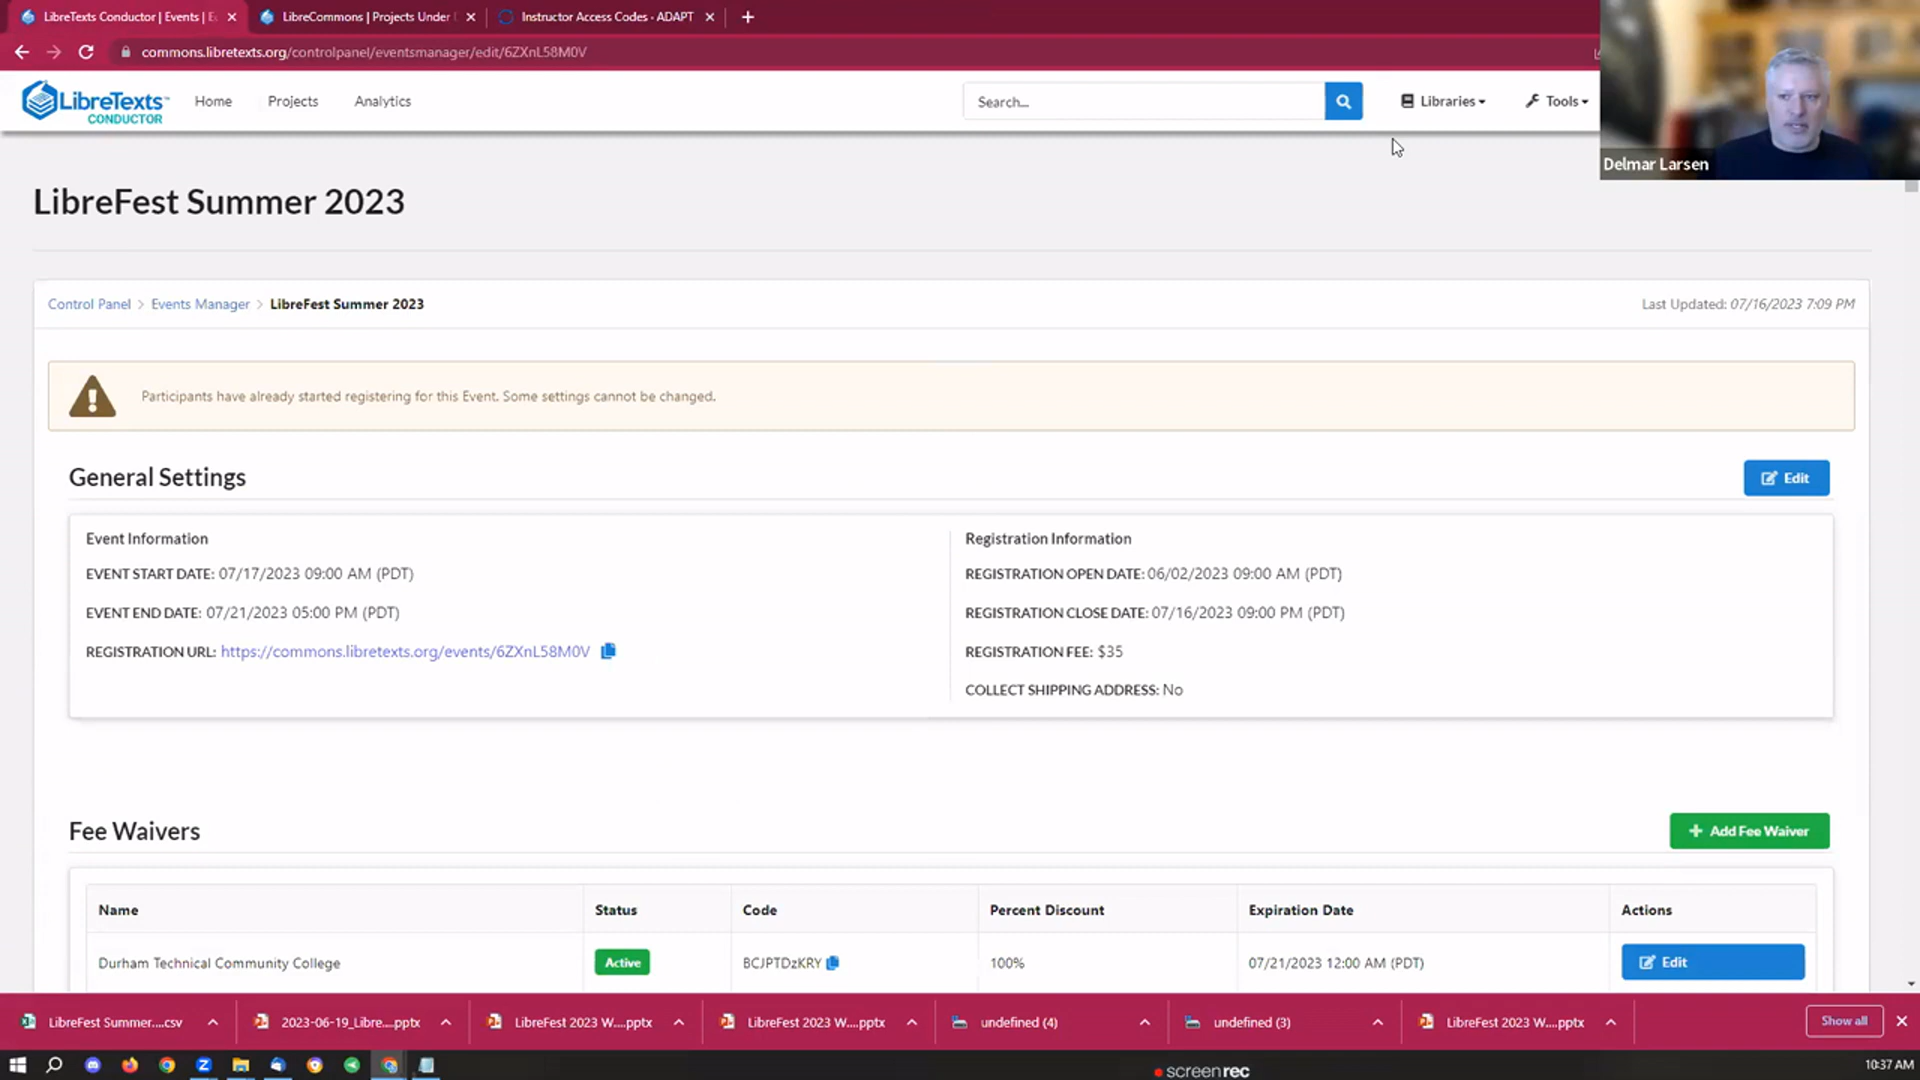 LibreTexts Conductor | Events | E
LibreCommons | Projects Under
Instructor Access Codes - ADAPT
commons.libretexts.org/controlpanel/eventsmanager/edit/6ZXnL58M0V
LibreTexts™
CONDUCTOR
Home
Projects
Analytics
Search...
Libraries
Tools
Delmar Larsen
LibreFest Summer 2023
Control Panel > Events Manager > LibreFest Summer 2023
Last Updated: 07/16/2023 7:09 PM
Participants have already started registering for this Event. Some settings cannot be changed.
General Settings
Edit
Event Information
EVENT START DATE: 07/17/2023 09:00 AM (PDT)
EVENT END DATE: 07/21/2023 05:00 PM (PDT)
REGISTRATION URL: https://commons.libretexts.org/events/6ZXnL58M0V
Registration Information
REGISTRATION OPEN DATE: 06/02/2023 09:00 AM (PDT)
REGISTRATION CLOSE DATE: 07/16/2023 09:00 PM (PDT)
REGISTRATION FEE: $35
COLLECT SHIPPING ADDRESS: No
Fee Waivers
+ Add Fee Waiver
Name Status Code Percent Discount Expiration Date Actions
Durham Technical Community College Active BCJPTDzKRY 100% 07/21/2023 12:00 AM (PDT) Edit
LibreFest Summer....csv
2023-06-19_Libre....pptx
LibreFest 2023 W....pptx
LibreFest 2023 W....pptx
undefined (4)
undefined (3)
LibreFest 2023 W....pptx
Show all
screenrec
10:37 AM